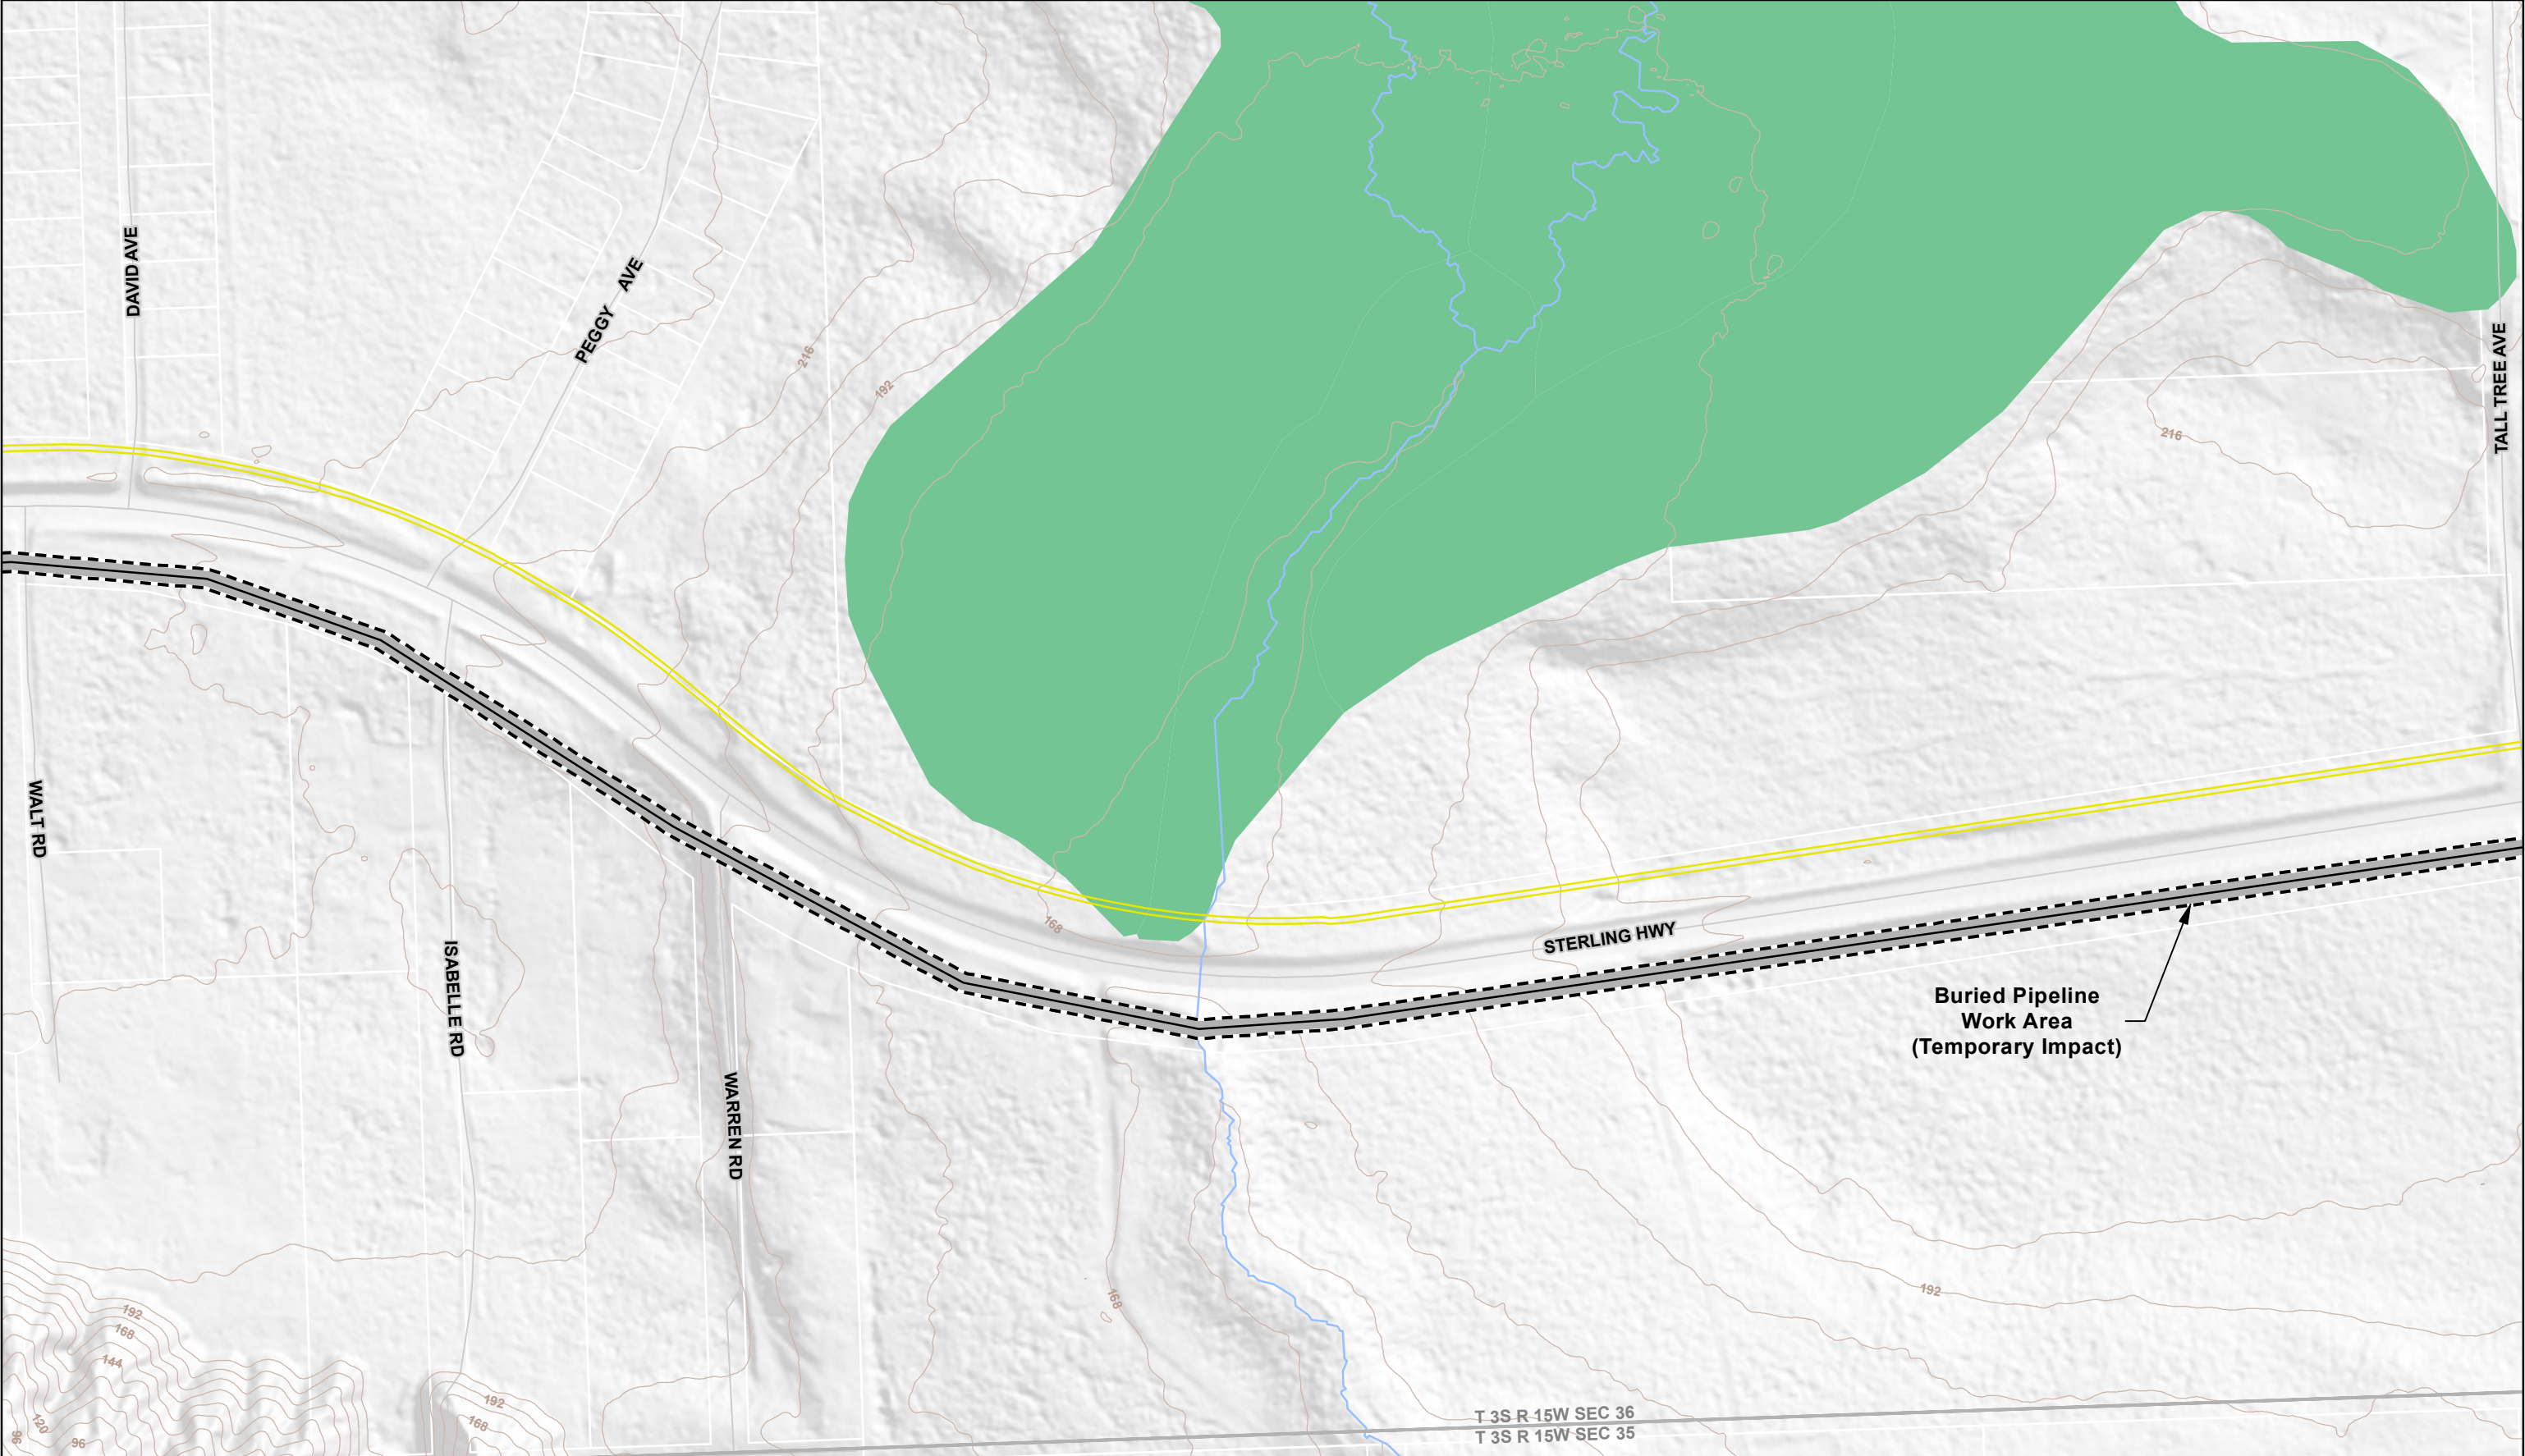 DAVID AVE
PEGGY AVE
216
192
TALL TREE AVE
216
WALT RD
168
STERLING HWY
ISABELLE RD
Buried Pipeline
Work Area
(Temporary Impact)
WARREN RD
192
168
192
168
144
192
168
120
96
96
T 3S R 15W SEC 36
T 3S R 15W SEC 35